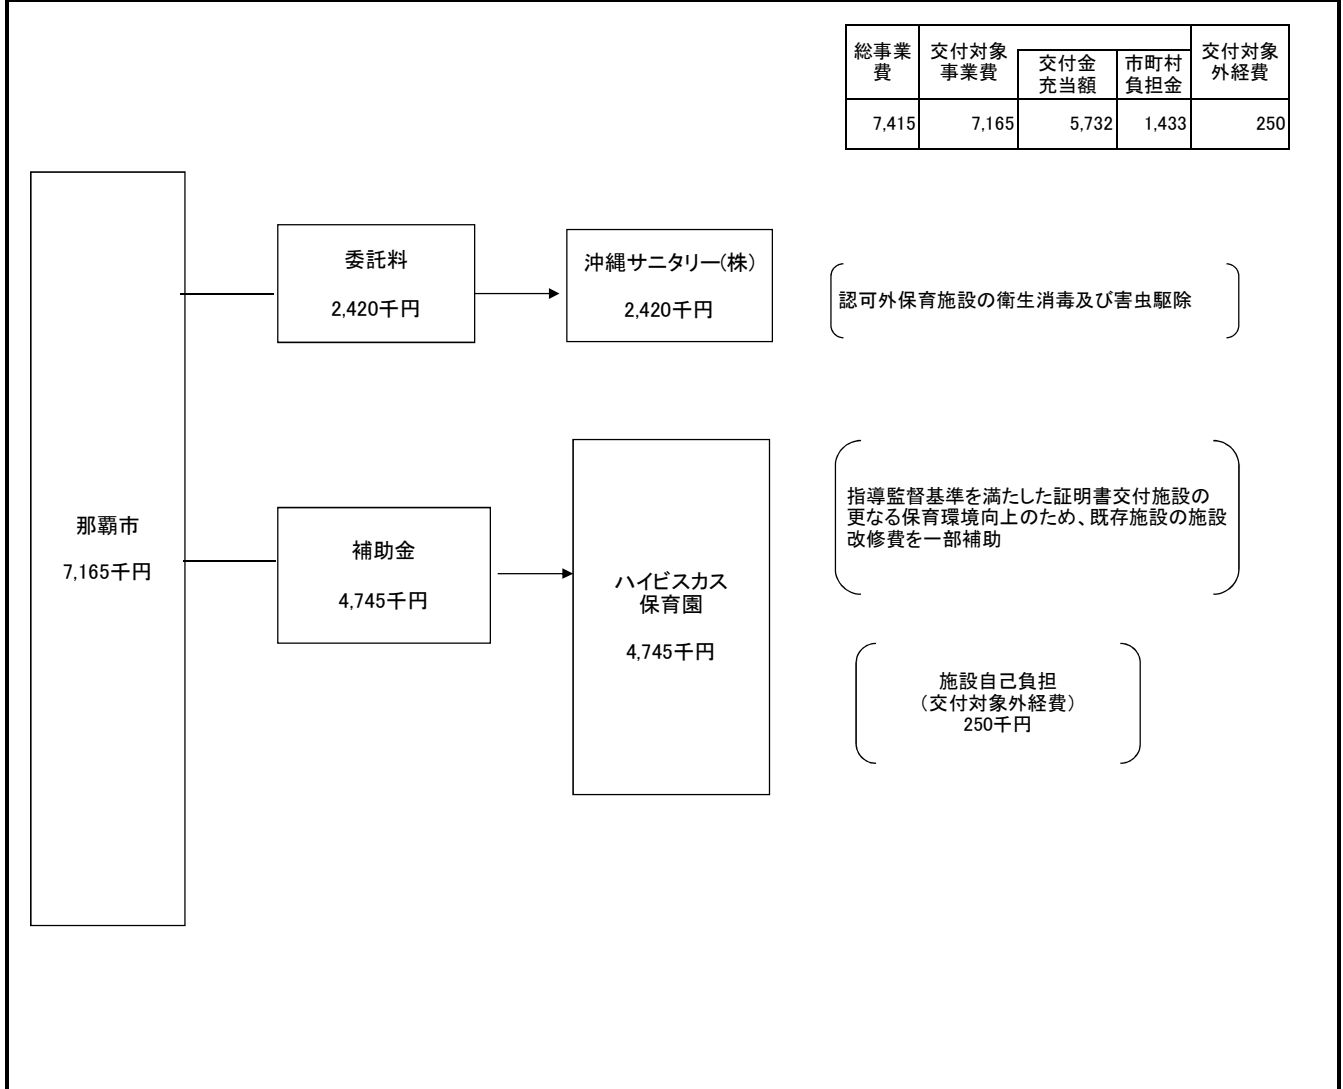 総事業
費
交付対象
事業費
交付金
充当額
市町村
負担金
交付対象
外経費
7,415
7,165
5,732
1,433
250
那覇市
7,165千円
委託料
2,420千円
沖縄サニタリー(株)
2,420千円
認可外保育施設の衛生消毒及び害虫駆除
補助金
4,745千円
ハイビスカス
保育園
4,745千円
指導監督基準を満たした証明書交付施設の
更なる保育環境向上のため、既存施設の施設
改修費を一部補助
施設自己負担
(交付対象外経費)
250千円